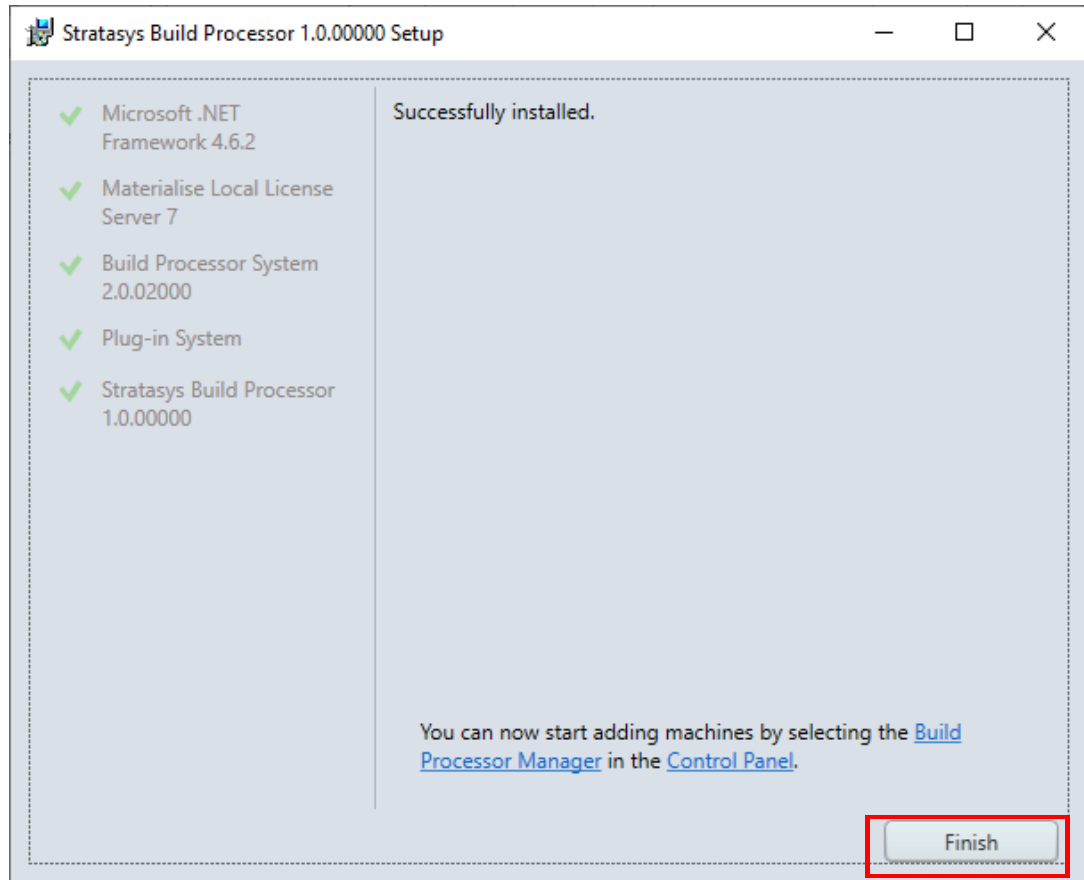 Stratasys Build Processor 1.0.00000 Setup
Microsoft .NET
Framework 4.6.2
Materialise Local License
Server 7
Build Processor System
2.0.02000
Plug-in System
Stratasys Build Processor
1.0.00000
Successfully installed.
You can now start adding machines by selecting the Build
Processor Manager in the Control Panel.
Finish